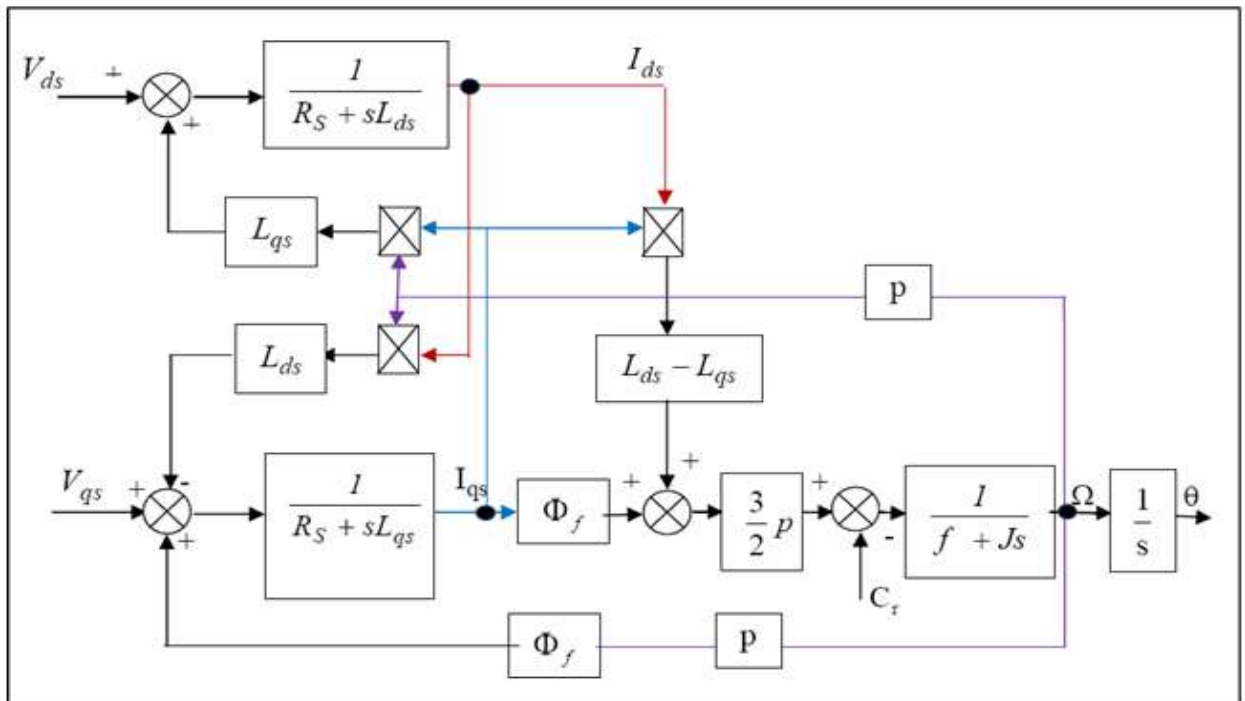 V_ds + 1 I_ds
R_S + sL_ds
+
L_qs
p
L_ds
L_ds − L_qs
V_qs + - 1 I_qs + + + Ω θ
R_S + sL_qs Φ_f 3/2 p 1 1/s
+ - f + Js
C_τ
Φ_f p